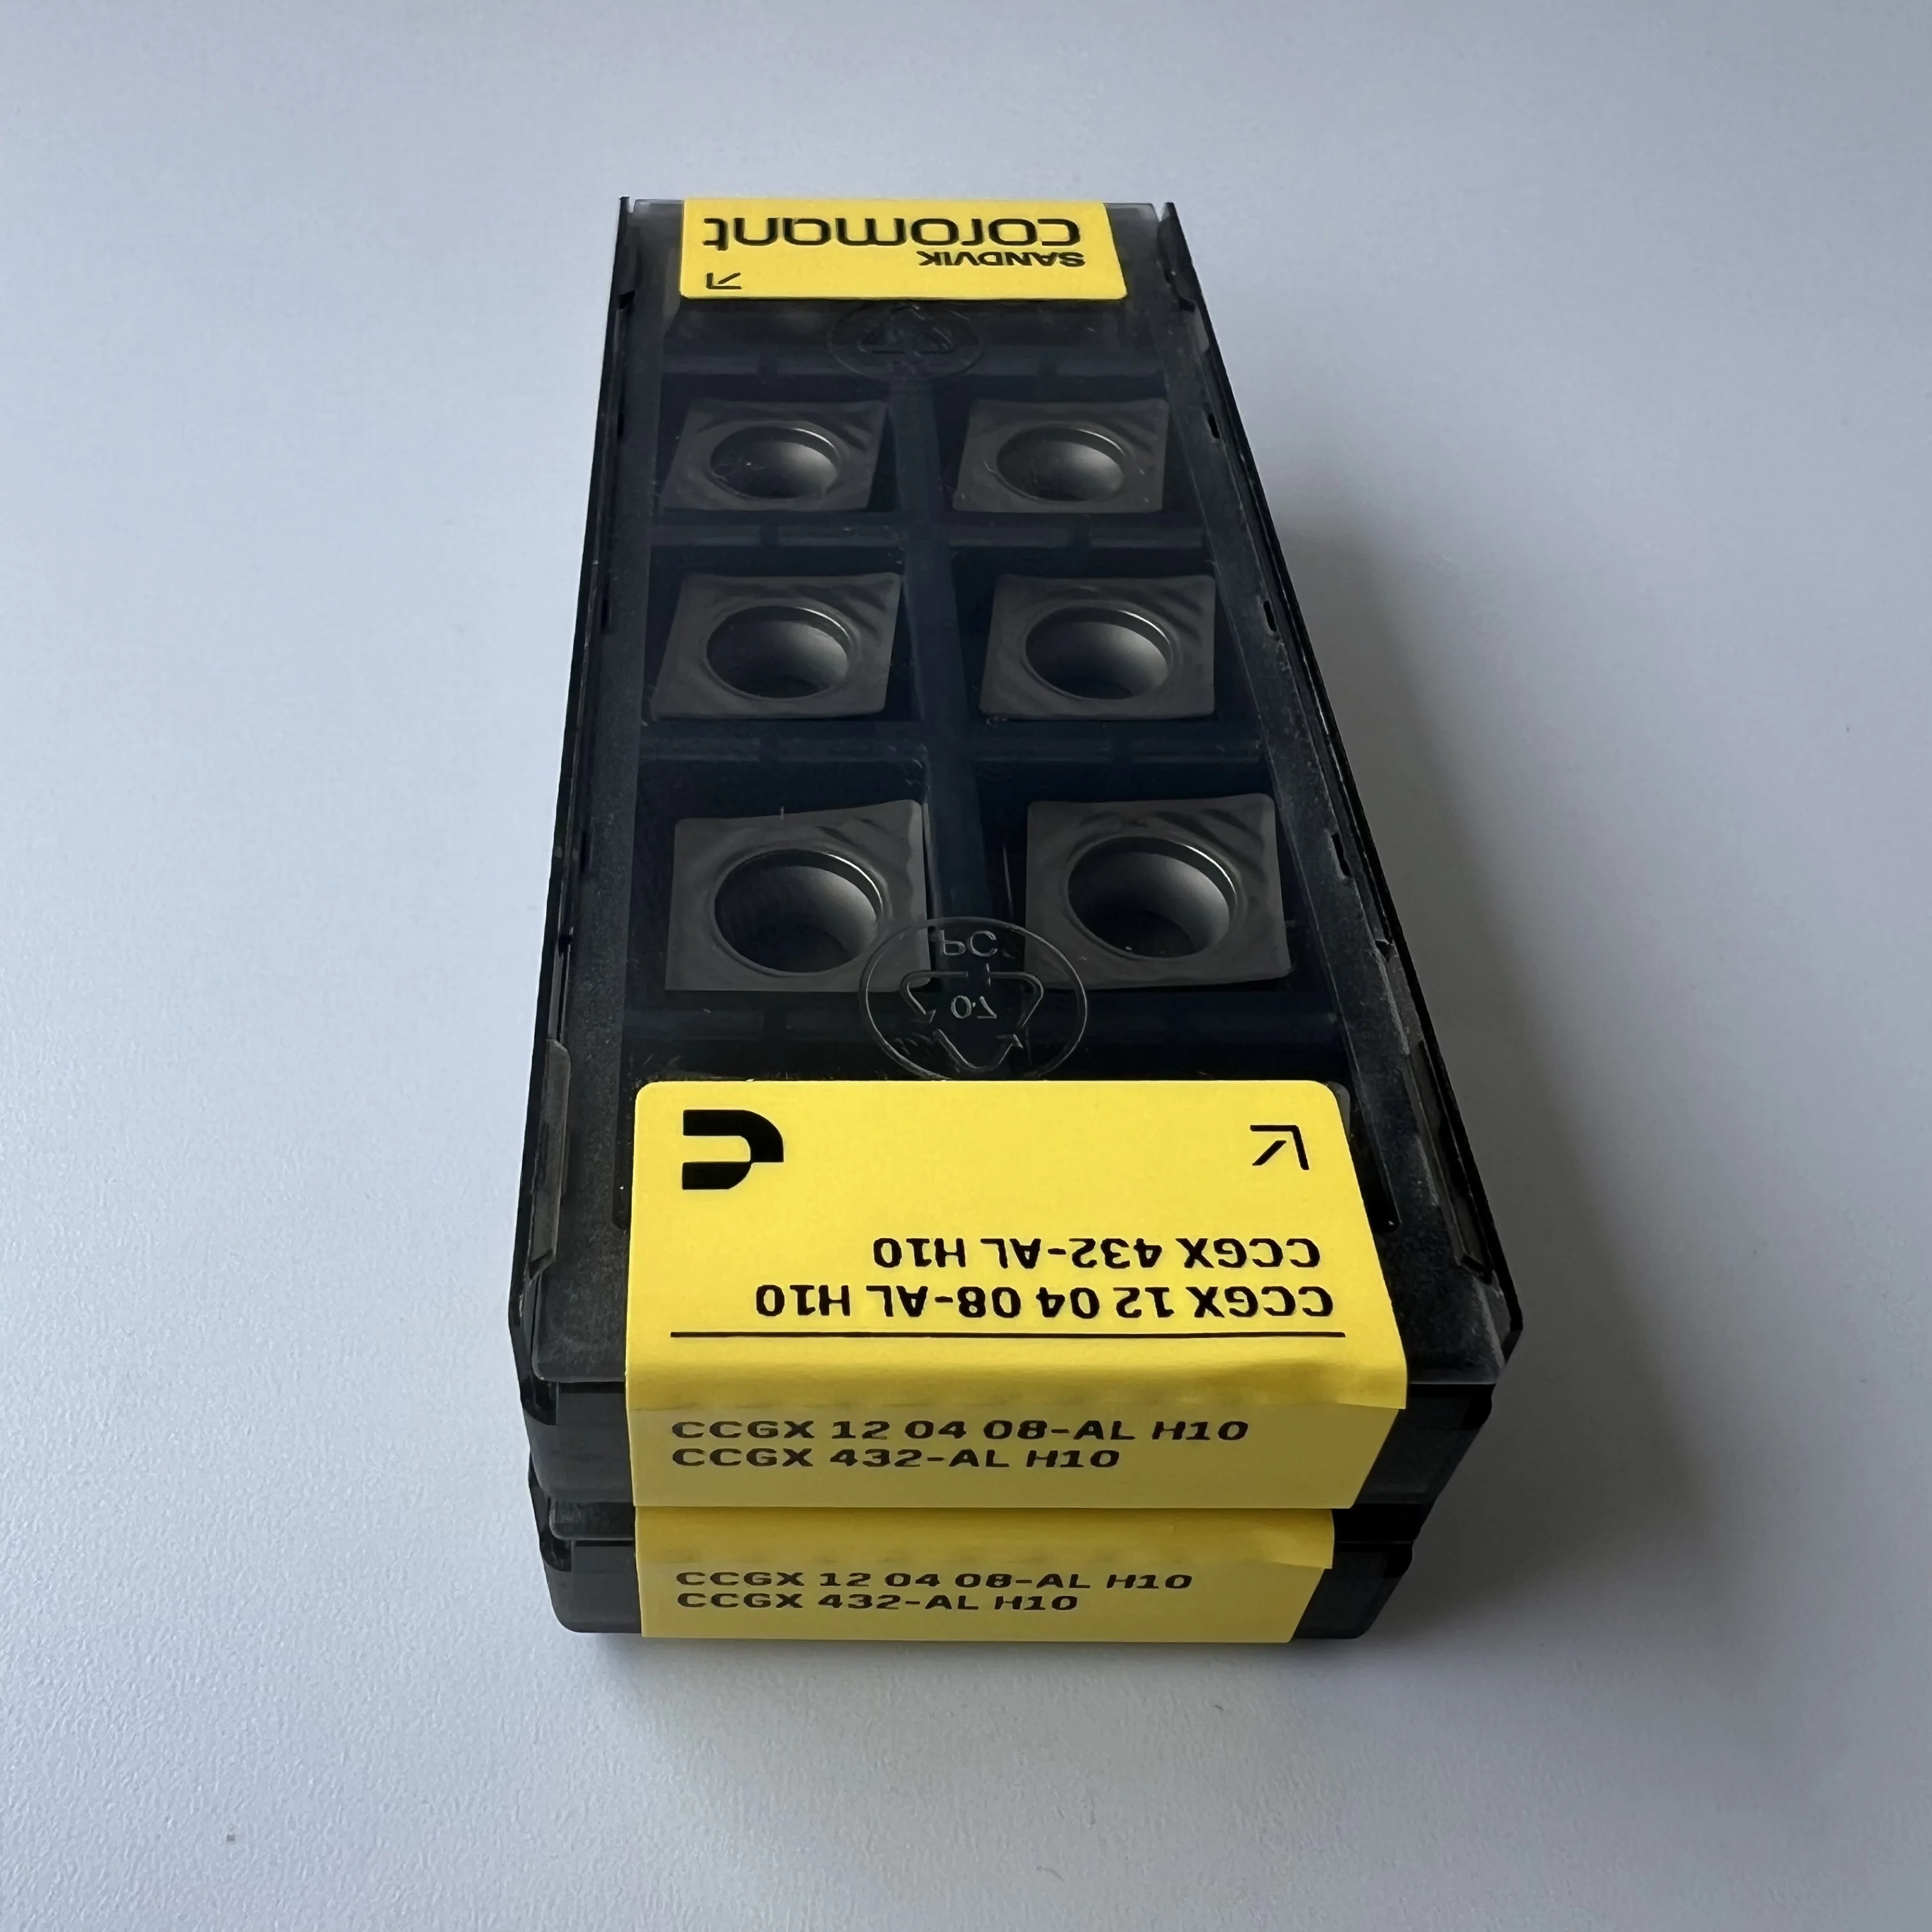 SANDVIK
coromant
PC
07
CCGX 12 04 08-AL H10
CCGX 432-AL H10
CCGX 12 04 08-AL H10
CCGX 432-AL H10
CCGX 12 04 08-AL H10
CCGX 432-AL H10